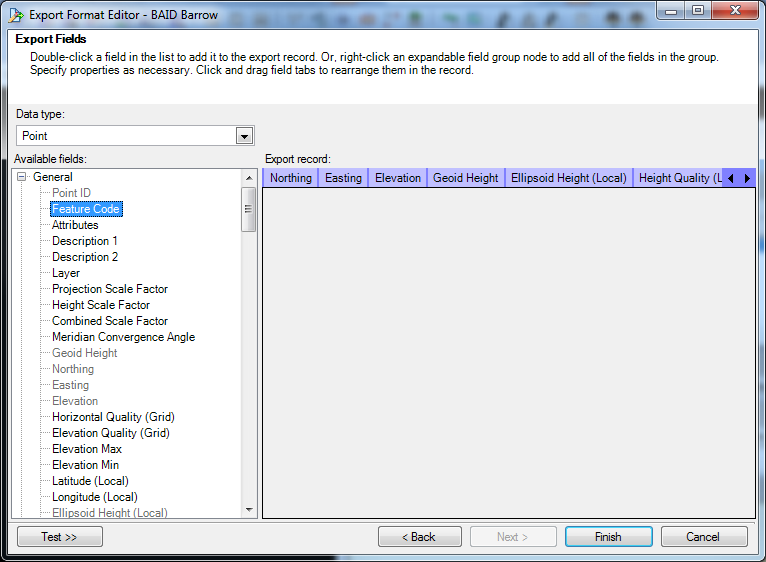 Export Format Editor - BAID Barrow
Export Fields
Double-click a field in the list to add it to the export record. Or, right-click an expandable field group node to add all of the fields in the group.
Specify properties as necessary. Click and drag field tabs to rearrange them in the record.
Data type:
Point
Available fields:
Export record:
General
Point ID
Feature Code
Attributes
Description 1
Description 2
Layer
Projection Scale Factor
Height Scale Factor
Combined Scale Factor
Meridian Convergence Angle
Geoid Height
Northing
Easting
Elevation
Horizontal Quality (Grid)
Elevation Quality (Grid)
Elevation Max
Elevation Min
Latitude (Local)
Longitude (Local)
Ellipsoid Height (Local)
Northing Easting Elevation Geoid Height Ellipsoid Height (Local) Height Quality (L
Test >> < Back Next > Finish Cancel